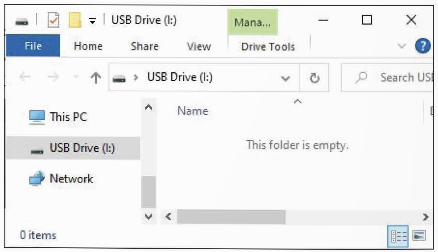 USB Drive (I:)
Mana...
File
Home
Share
View
Drive Tools
USB Drive (I:)
Search USB
This PC
USB Drive (I:)
Network
Name
This folder is empty.
0 items